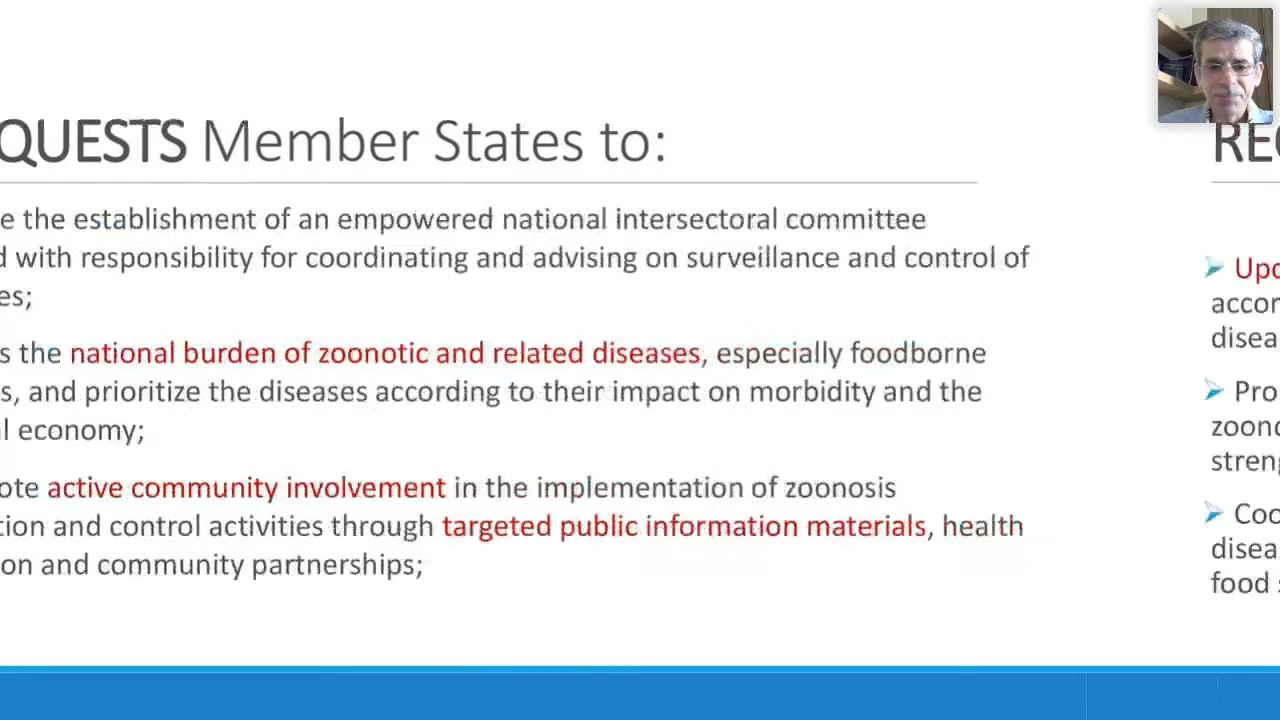 QUESTS Member States to:
e the establishment of an empowered national intersectoral committee
d with responsibility for coordinating and advising on surveillance and control of
es;
s the national burden of zoonotic and related diseases, especially foodborne
s, and prioritize the diseases according to their impact on morbidity and the
al economy;
ote active community involvement in the implementation of zoonosis
tion and control activities through targeted public information materials, health
on and community partnerships;
REC
Upd
accor
disea
Pro
zoono
streng
Coo
disea
food s